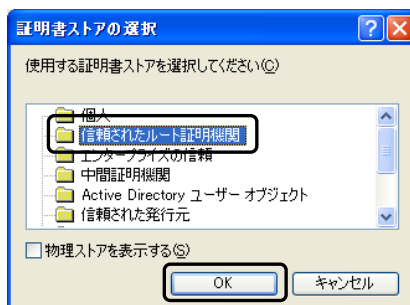 証明書ストアの選択
使用する証明書ストアを選択してください(C)
個人
信頼されたルート証明機関
エンタープライズの信頼
中間証明機関
Active Directory ユーザー オブジェクト
信頼された発行元
物理ストアを表示する(S)
OK
キャンセル